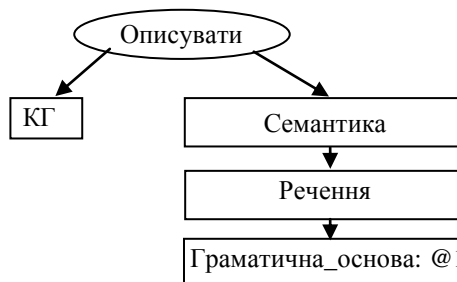 Описувати
КГ
Семантика
Речення
Граматична_основа: @